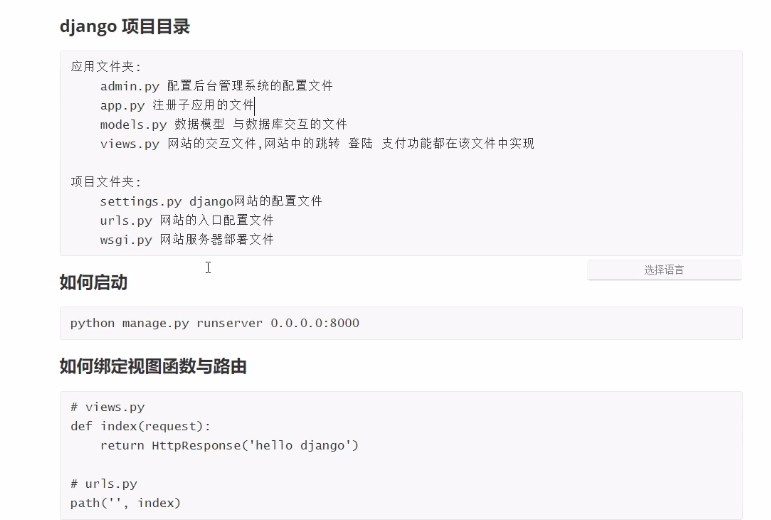 django 项目目录
应用文件夹:
    admin.py 配置后台管理系统的配置文件
    app.py 注册子应用的文件
    models.py 数据模型 与数据库交互的文件
    views.py 网站的交互文件,网站中的跳转 登陆 支付功能都在该文件中实现
项目文件夹:
    settings.py django网站的配置文件
    urls.py 网站的入口配置文件
    wsgi.py 网站服务器部署文件
选择语言
如何启动
python manage.py runserver 0.0.0.0:8000
如何绑定视图函数与路由
# views.py
def index(request):
    return HttpResponse('hello django')
# urls.py
path('', index)